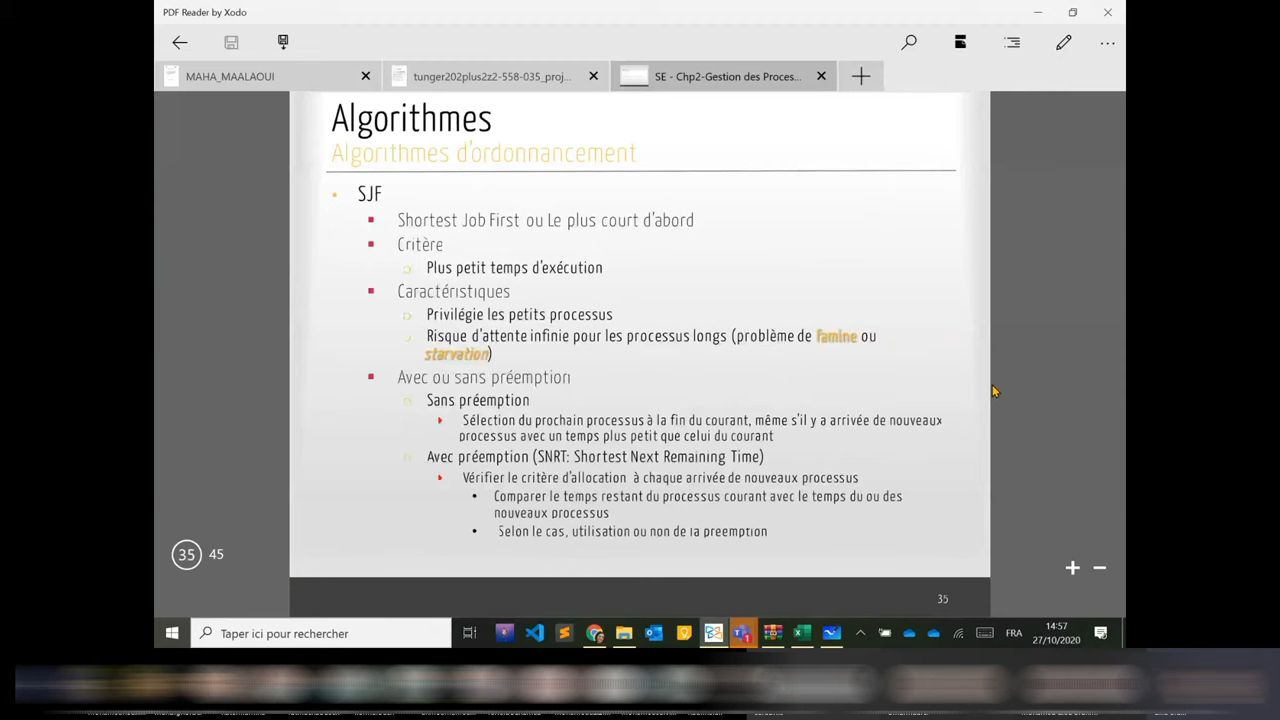 PDF Reader by Xodo
MAHA_MAALAOUI
tunger202plus2z2-558-035_proj...
SE - Chp2-Gestion des Proces...
Algorithmes
Algorithmes d'ordonnancement
SJF
Shortest Job First ou Le plus court d'abord
Critère
Plus petit temps d'exécution
Caractéristiques
Privilégie les petits processus
Risque d'attente infinie pour les processus longs (problème de famine ou
starvation)
Avec ou sans préemption
Sans préemption
Sélection du prochain processus à la fin du courant, même s'il y a arrivée de nouveaux
processus avec un temps plus petit que celui du courant
Avec préemption (SNRT: Shortest Next Remaining Time)
Vérifier le critère d'allocation à chaque arrivée de nouveaux processus
Comparer le temps restant du processus courant avec le temps du ou des
nouveaux processus
Selon le cas, utilisation ou non de la preemption
35 45
35
Taper ici pour rechercher
FRA
14:57
27/10/2020